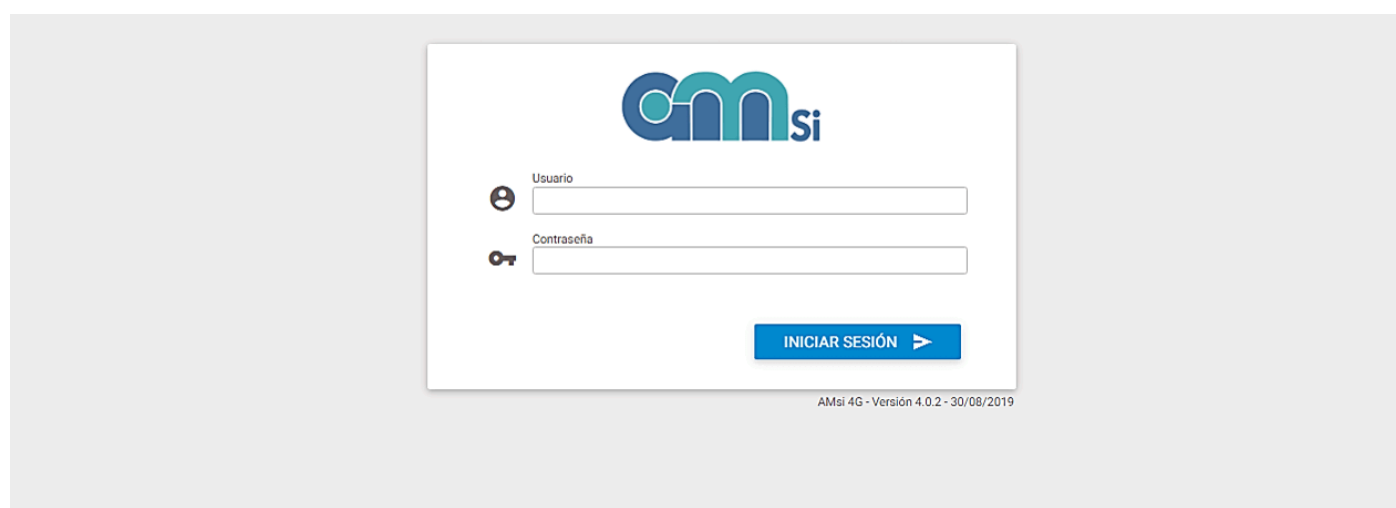 aMSi
Usuario
Contraseña
INICIAR SESIÓN
AMsi 4G - Versión 4.0.2 - 30/08/2019